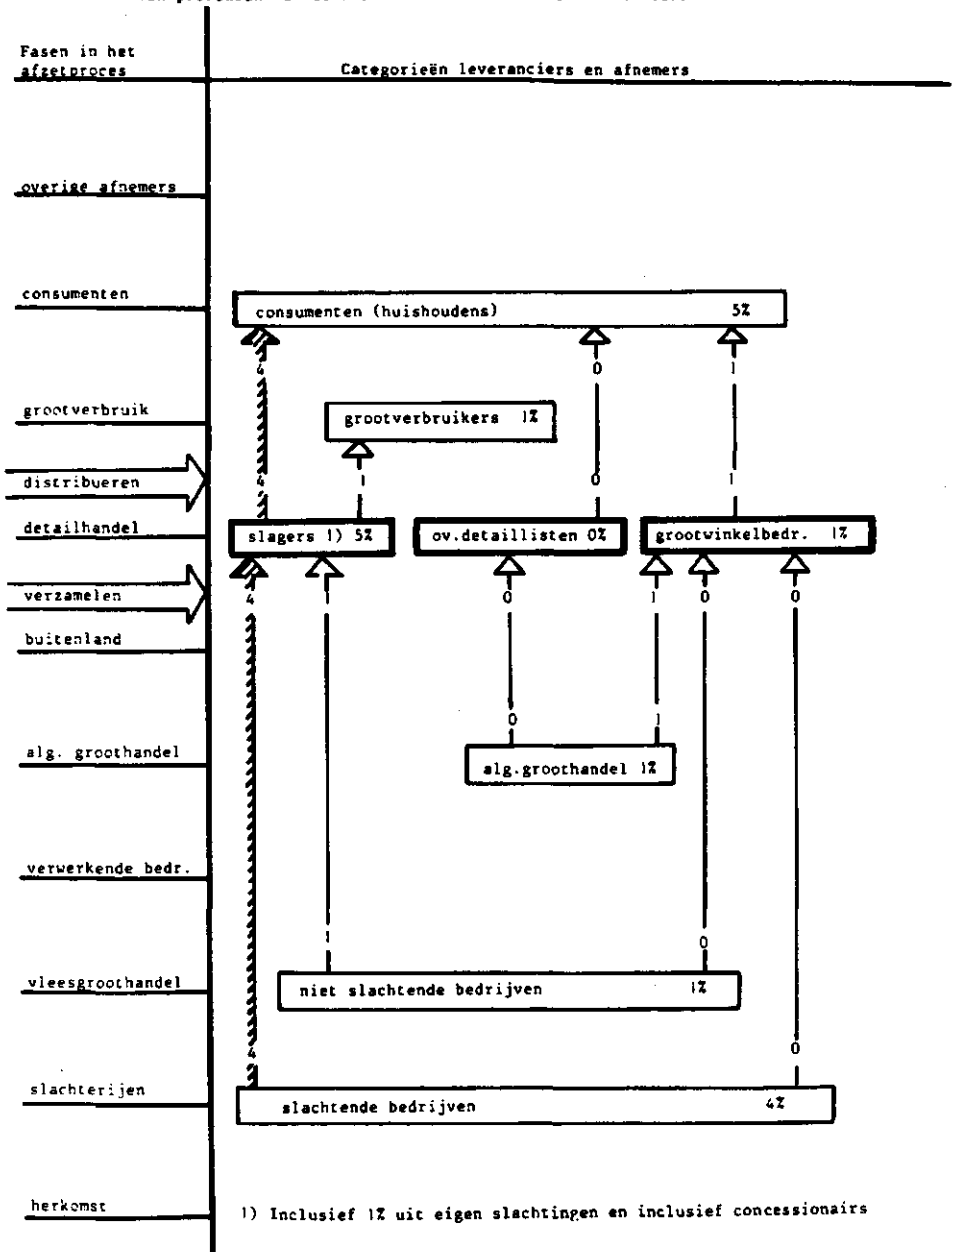 Fasen in het
afzetproces
Categorieën leveranciers en afnemers
overige afnemers
consumenten
consumenten (huishoudens) 5%
4 0 1
grootverbruik
grootverbruikers 1%
distribueren
4 1 0 1
detailhandel
slagers 1) 5%
ov.detaillisten 0%
grootwinkelbedr. 1%
verzamelen
4 1 0 1 0 0
buitenland
0 1
alg. groothandel
alg.groothandel 1%
verwerkende bedr.
1 0
vleesgroothandel
niet slachtende bedrijven 1%
4 0
slachterijen
slachtende bedrijven 4%
herkomst
1) Inclusief 1% uit eigen slachtingen en inclusief concessionairs